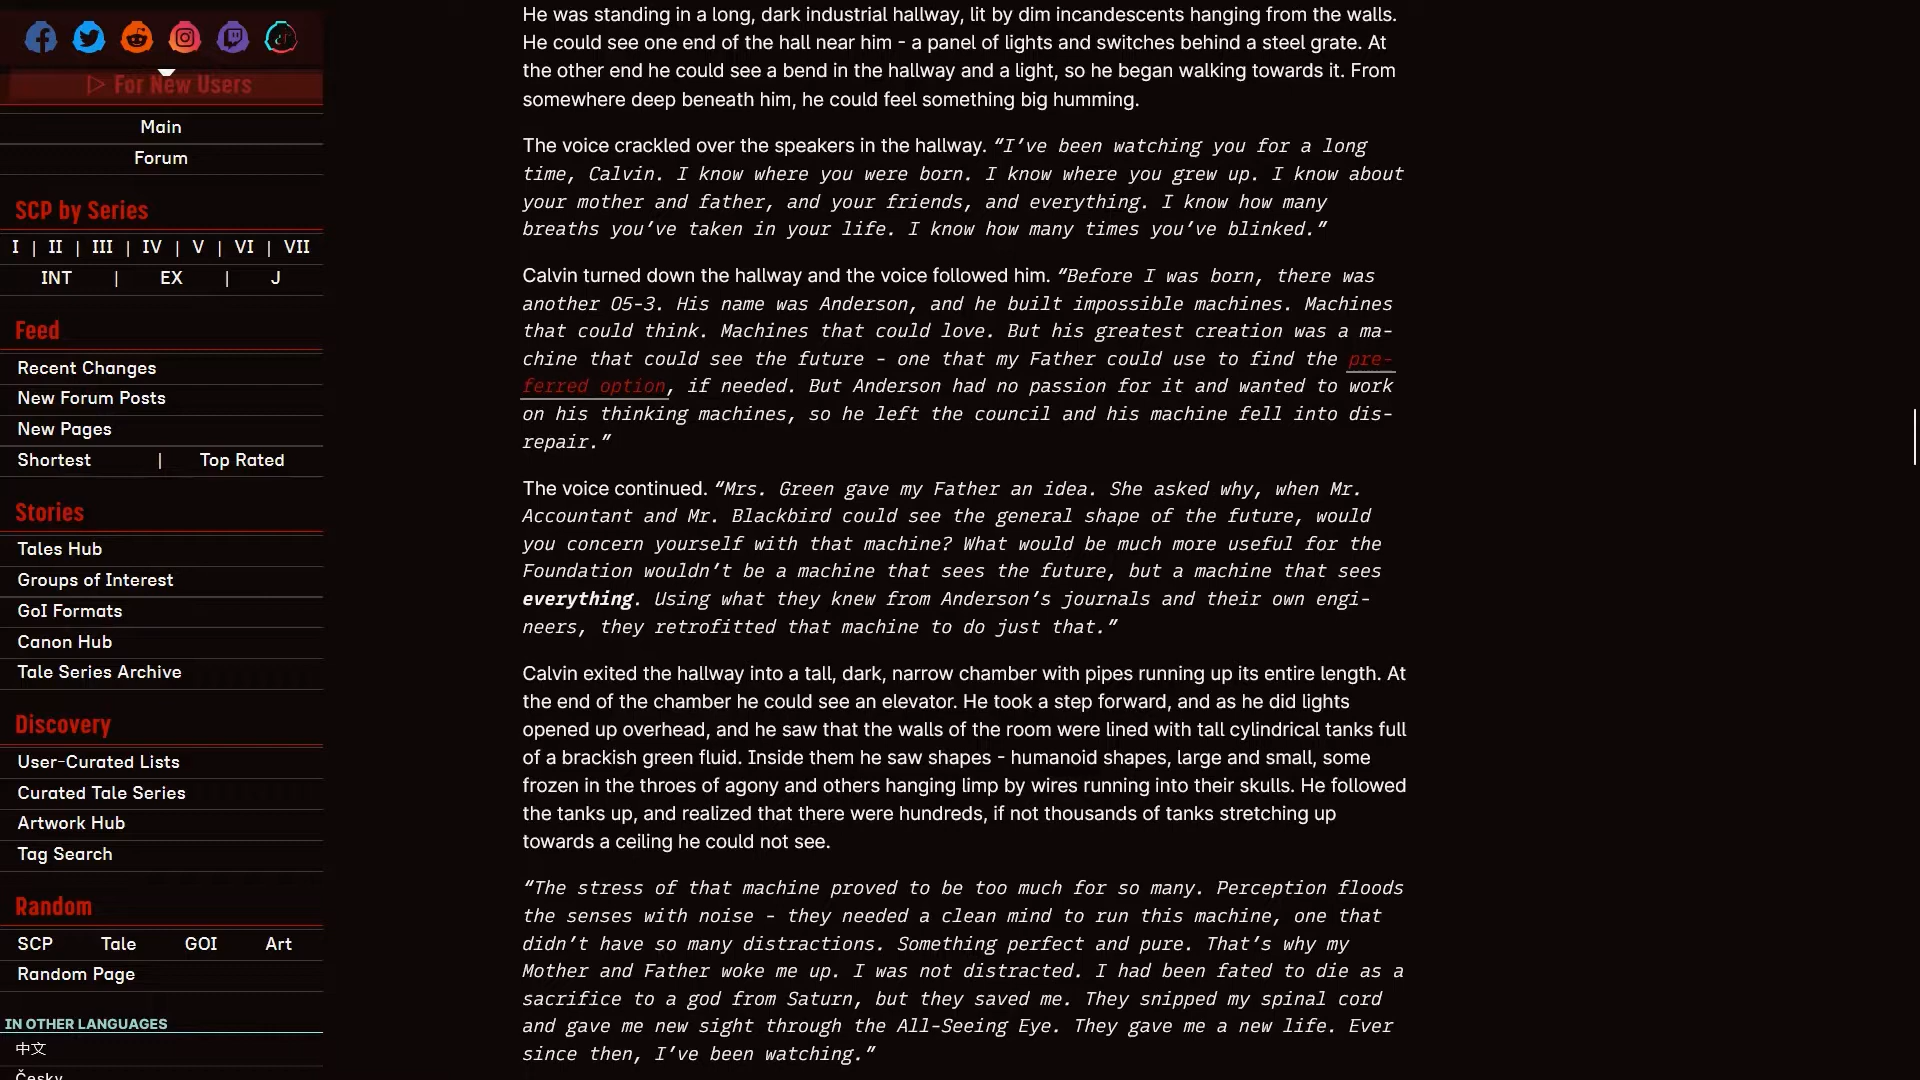 ▷ For New Users
Main
Forum
SCP by Series
I | II | III | IV | V | VI | VII
INT | EX | J
Feed
Recent Changes
New Forum Posts
New Pages
Shortest | Top Rated
Stories
Tales Hub
Groups of Interest
GoI Formats
Canon Hub
Tale Series Archive
Discovery
User-Curated Lists
Curated Tale Series
Artwork Hub
Tag Search
Random
SCP Tale GOI Art
Random Page
IN OTHER LANGUAGES
中文
Česky
He was standing in a long, dark industrial hallway, lit by dim incandescents hanging from the walls.
He could see one end of the hall near him - a panel of lights and switches behind a steel grate. At
the other end he could see a bend in the hallway and a light, so he began walking towards it. From
somewhere deep beneath him, he could feel something big humming.
The voice crackled over the speakers in the hallway. “I’ve been watching you for a long
time, Calvin. I know where you were born. I know where you grew up. I know about
your mother and father, and your friends, and everything. I know how many
breaths you’ve taken in your life. I know how many times you’ve blinked.”
Calvin turned down the hallway and the voice followed him. “Before I was born, there was
another O5-3. His name was Anderson, and he built impossible machines. Machines
that could think. Machines that could love. But his greatest creation was a ma-
chine that could see the future - one that my Father could use to find the pre-
ferred option, if needed. But Anderson had no passion for it and wanted to work
on his thinking machines, so he left the council and his machine fell into dis-
repair.”
The voice continued. “Mrs. Green gave my Father an idea. She asked why, when Mr.
Accountant and Mr. Blackbird could see the general shape of the future, would
you concern yourself with that machine? What would be much more useful for the
Foundation wouldn’t be a machine that sees the future, but a machine that sees
everything. Using what they knew from Anderson’s journals and their own engi-
neers, they retrofitted that machine to do just that.”
Calvin exited the hallway into a tall, dark, narrow chamber with pipes running up its entire length. At
the end of the chamber he could see an elevator. He took a step forward, and as he did lights
opened up overhead, and he saw that the walls of the room were lined with tall cylindrical tanks full
of a brackish green fluid. Inside them he saw shapes - humanoid shapes, large and small, some
frozen in the throes of agony and others hanging limp by wires running into their skulls. He followed
the tanks up, and realized that there were hundreds, if not thousands of tanks stretching up
towards a ceiling he could not see.
“The stress of that machine proved to be too much for so many. Perception floods
the senses with noise - they needed a clean mind to run this machine, one that
didn’t have so many distractions. Something perfect and pure. That’s why my
Mother and Father woke me up. I was not distracted. I had been fated to die as a
sacrifice to a god from Saturn, but they saved me. They snipped my spinal cord
and gave me new sight through the All-Seeing Eye. They gave me a new life. Ever
since then, I’ve been watching.”